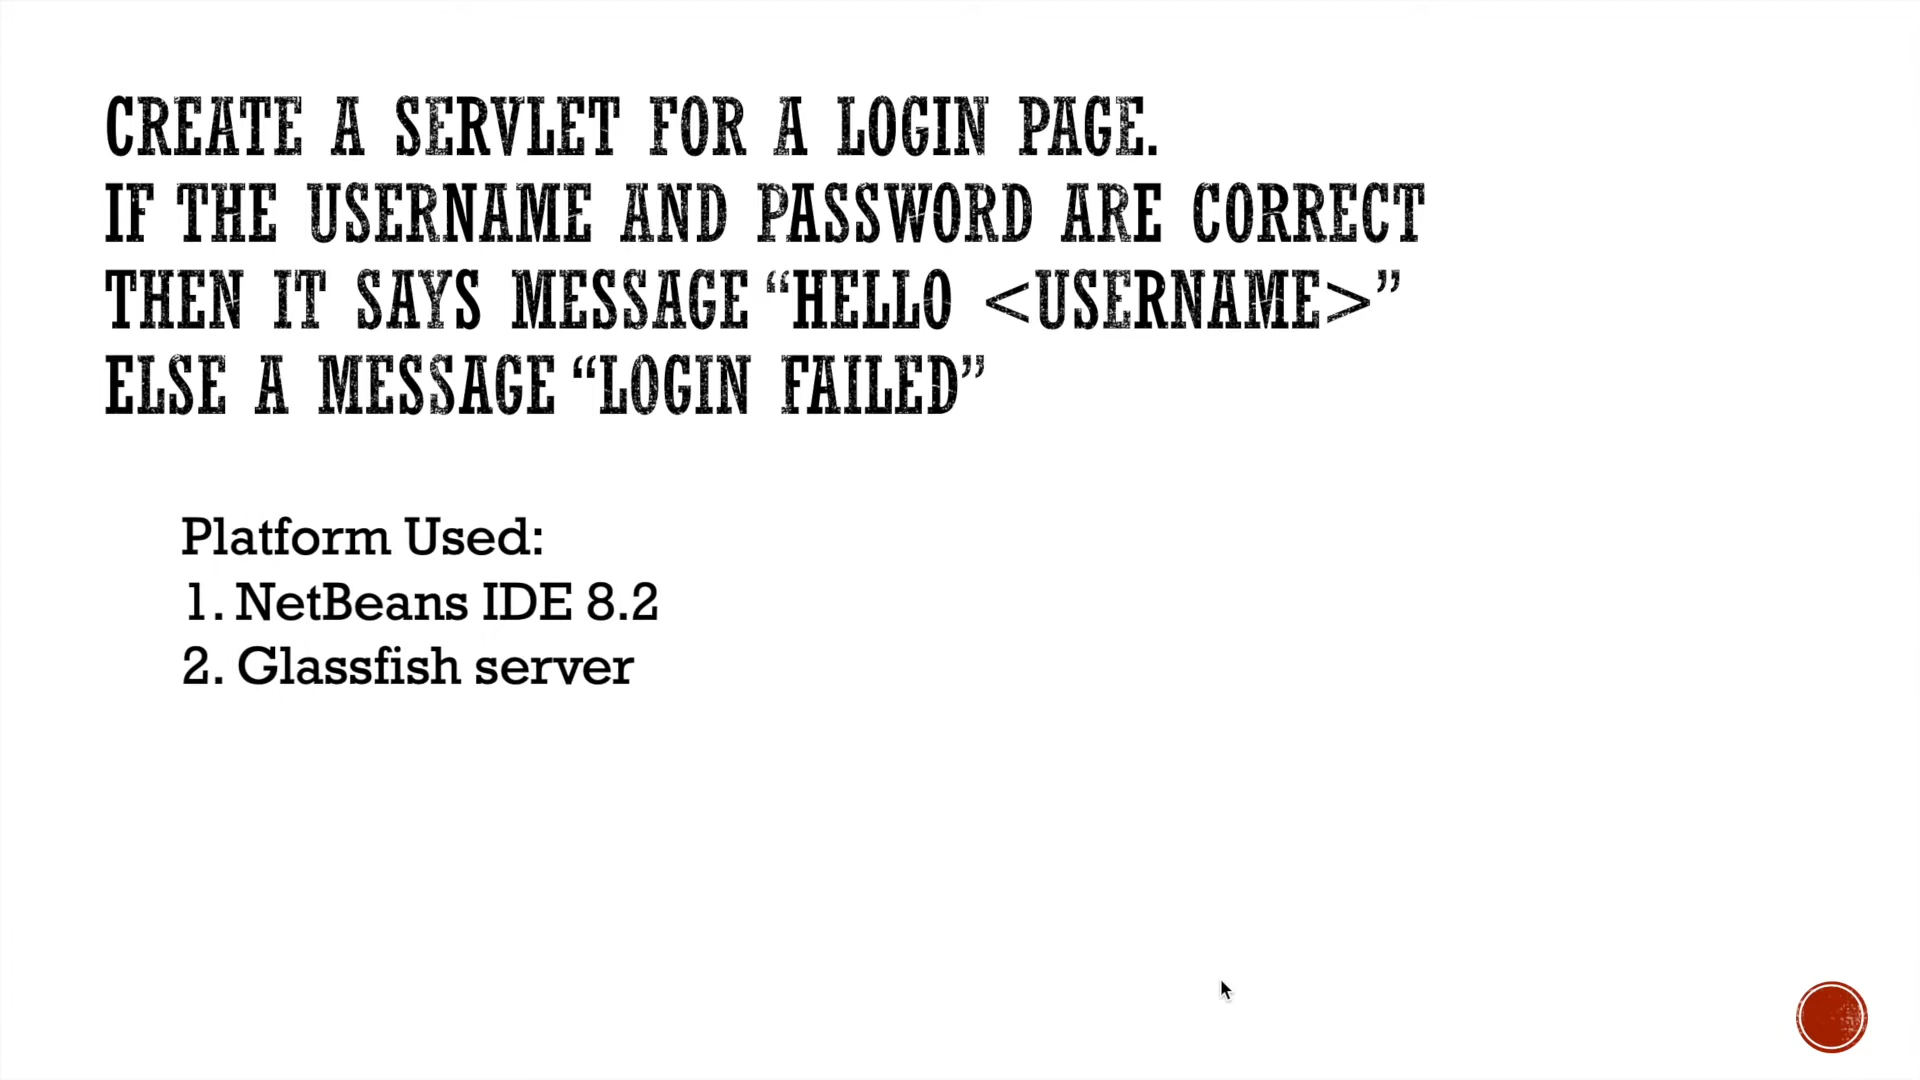 CREATE A SERVLET FOR A LOGIN PAGE.
IF THE USERNAME AND PASSWORD ARE CORRECT
THEN IT SAYS MESSAGE “HELLO <USERNAME>”
ELSE A MESSAGE “LOGIN FAILED”
Platform Used:
1. NetBeans IDE 8.2
2. Glassfish server